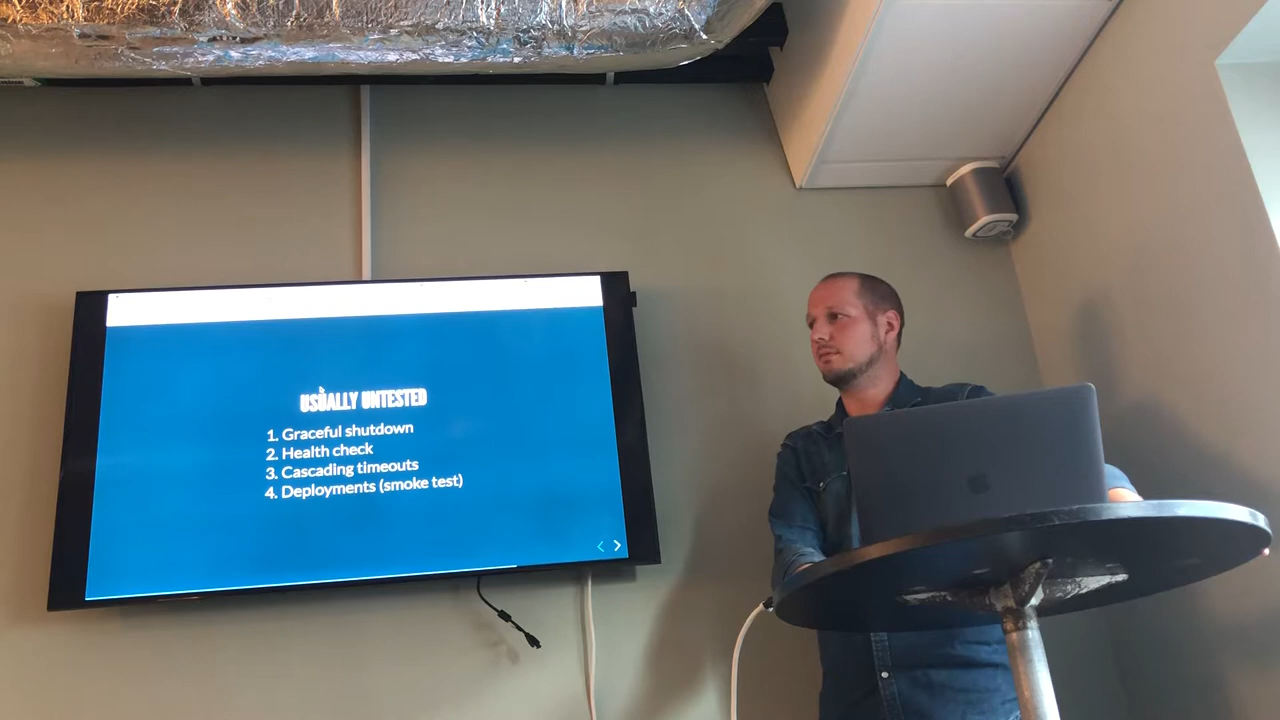 USUALLY UNTESTED
1. Graceful shutdown
2. Health check
3. Cascading timeouts
4. Deployments (smoke test)